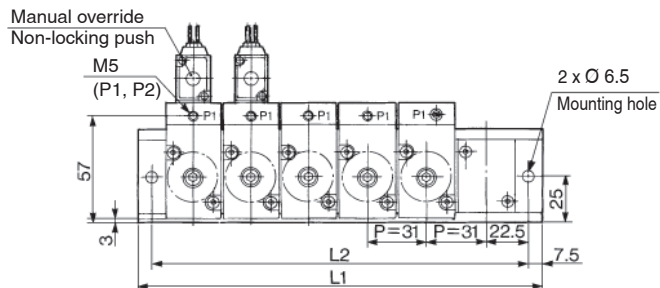 Manual override
Non-locking push
M5
(P1, P2)
2 x Ơ 6.5
Mounting hole
P1 P1 P1 P1 P1
57
3
25
P=31 P=31 22.5
L2
7.5
L1